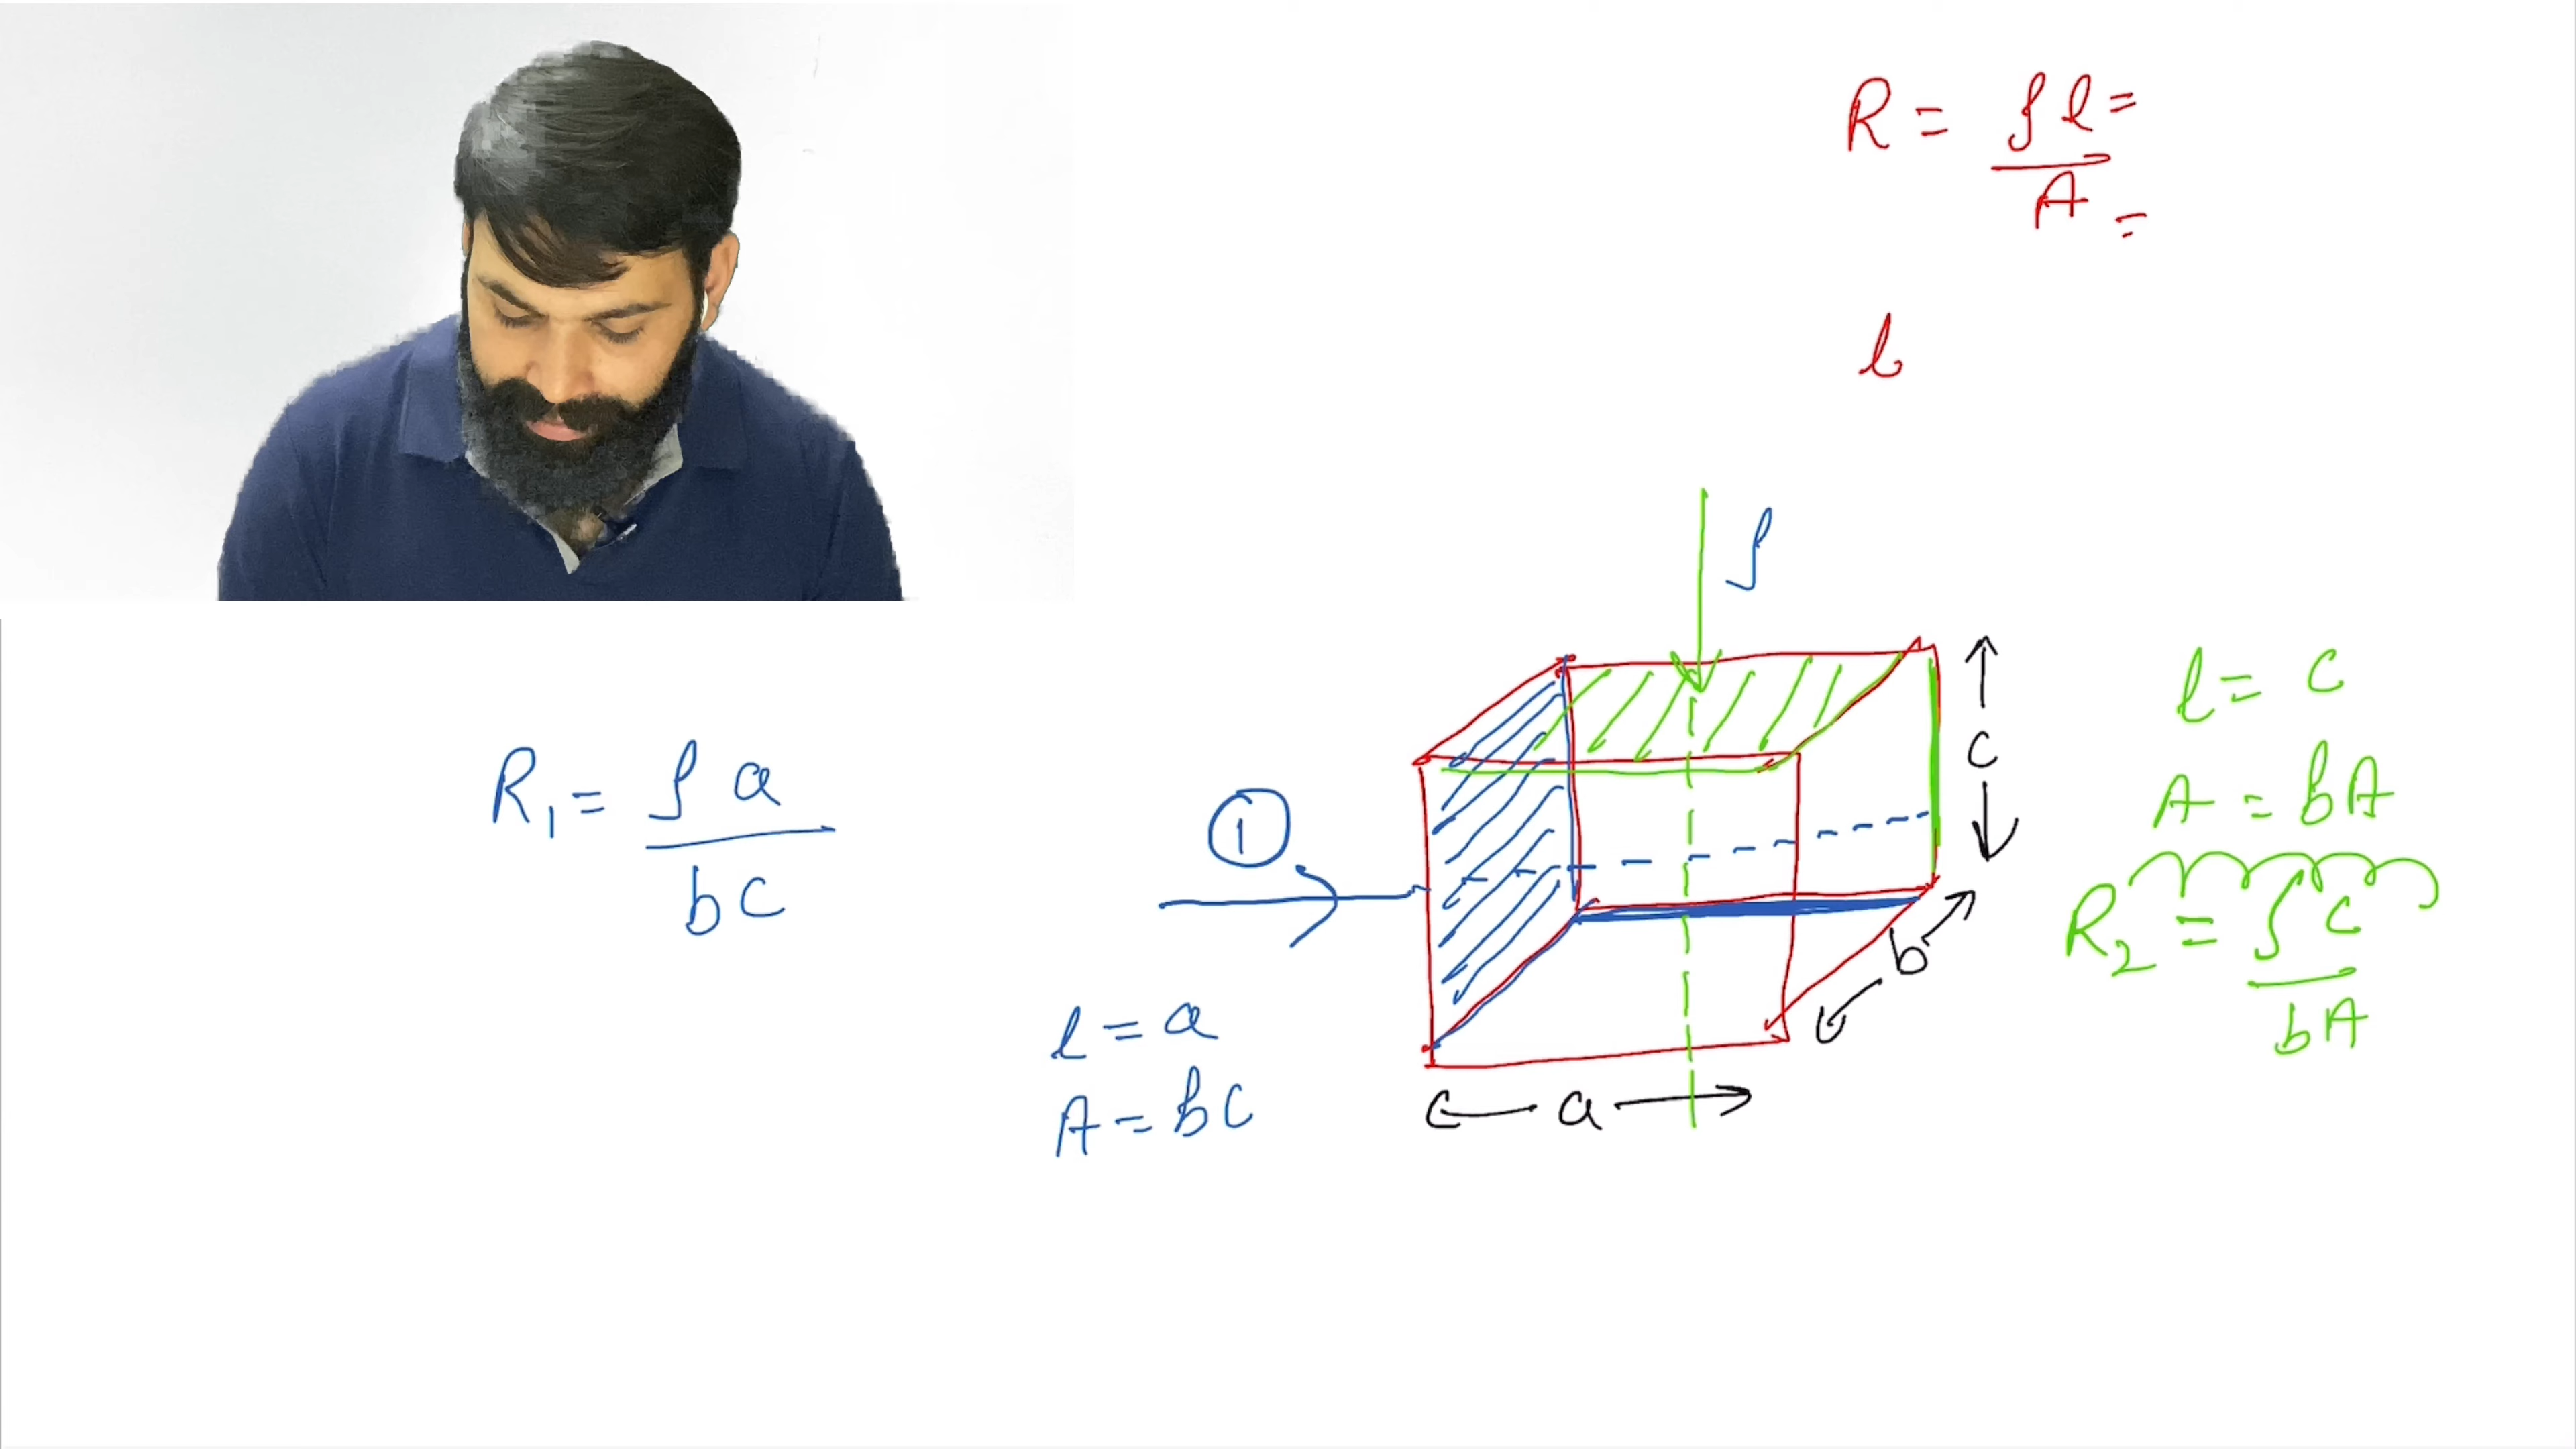 R = ρl =
A =
l
ρ
R₁ = ρa
bc
①
l = a
A = bc
c
b
a
l = c
A = bA
R₂ = ρc
bA